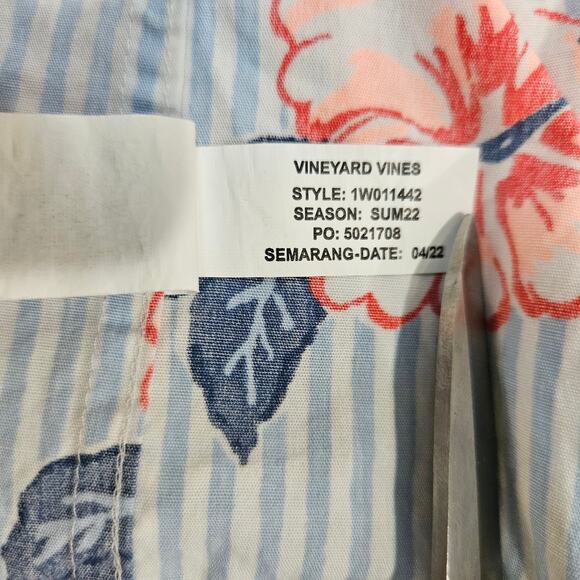 VINEYARD VINES
STYLE: 1W011442
SEASON: SUM22
PO: 5021708
SEMARANG-DATE: 04/22